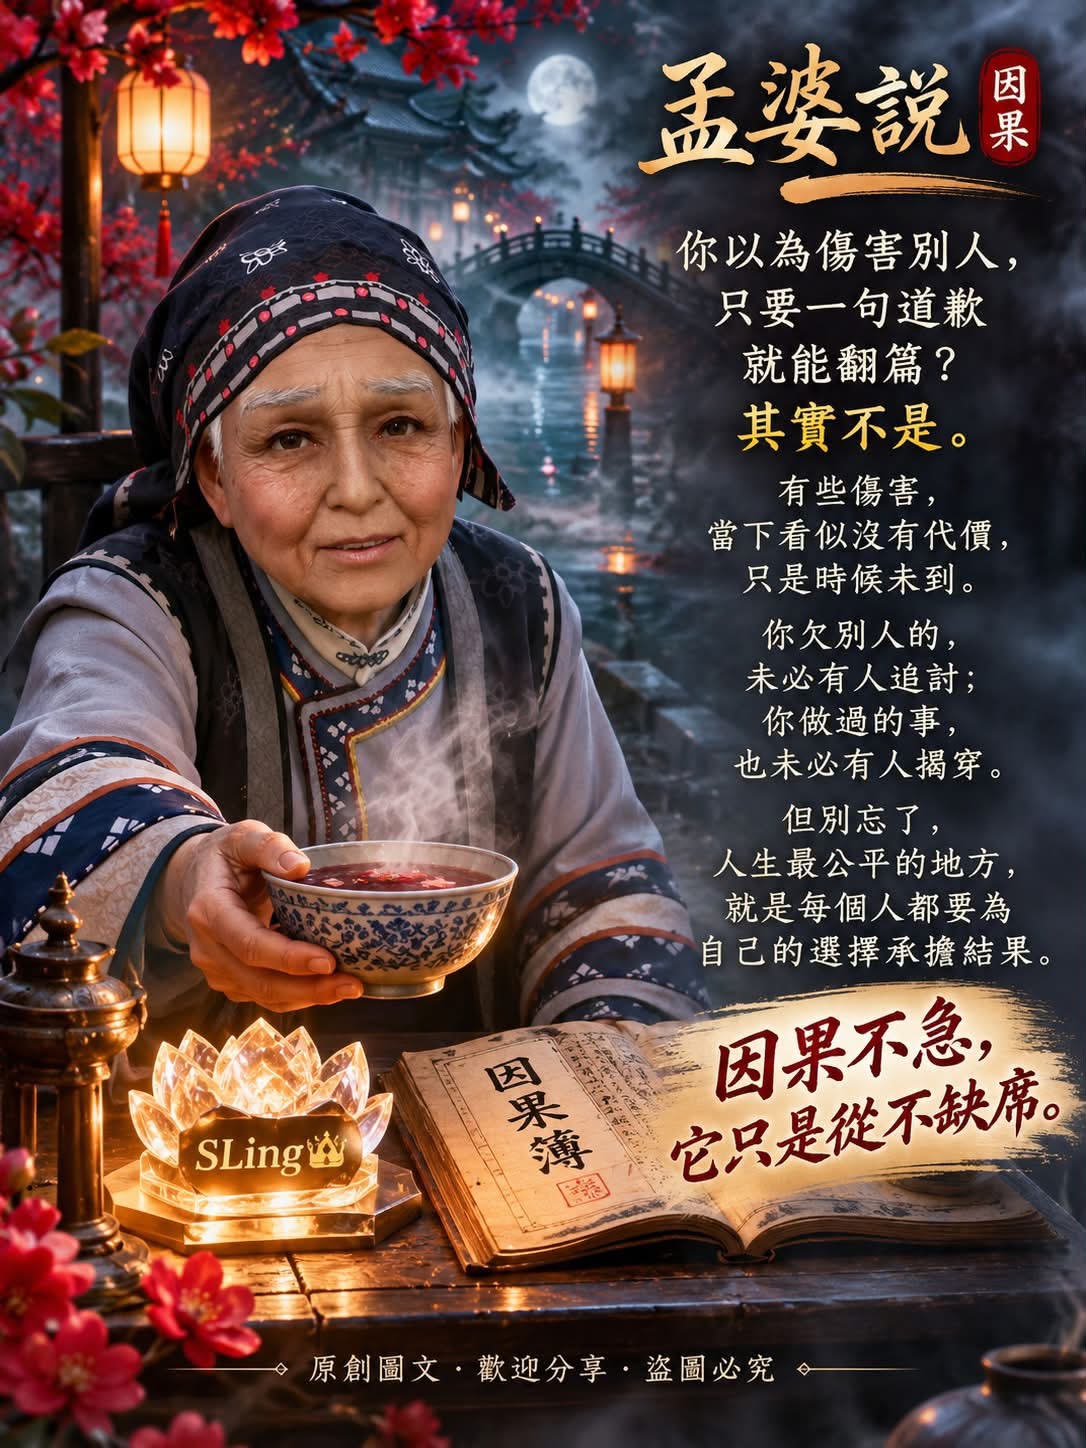 孟婆説
因果
你以為傷害別人，
只要一句道歉
就能翻篇？
其實不是。
有些傷害，
當下看似沒有代價，
只是時候未到。
你欠別人的，
未必有人追討；
你做過的事，
也未必有人揭穿。
但別忘了，
人生最公平的地方，
就是每個人都要為
自己的選擇承擔結果。
因果不急，
它只是從不缺席。
因果簿
SLing
原創圖文·歡迎分享·盜圖必究